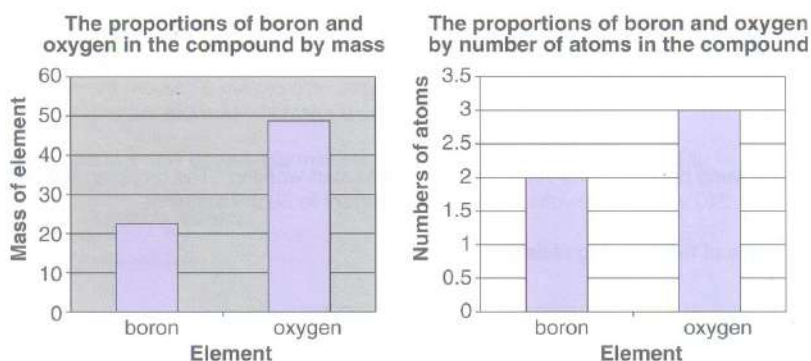 The proportions of boron and
oxygen in the compound by mass
60
50
40
30
20
10
0
Mass of element
boron
oxygen
Element
The proportions of boron and oxygen
by number of atoms in the compound
3.5
3
2.5
2
1.5
1
0.5
0
Numbers of atoms
boron
oxygen
Element